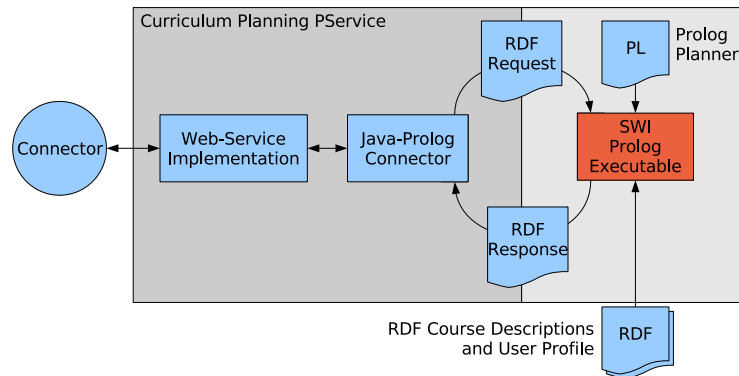 Curriculum Planning PService
RDF
Request
PL
Prolog
Planner
Connector
Web-Service
Implementation
Java-Prolog
Connector
SWI
Prolog
Executable
RDF
Response
RDF Course Descriptions
and User Profile
RDF